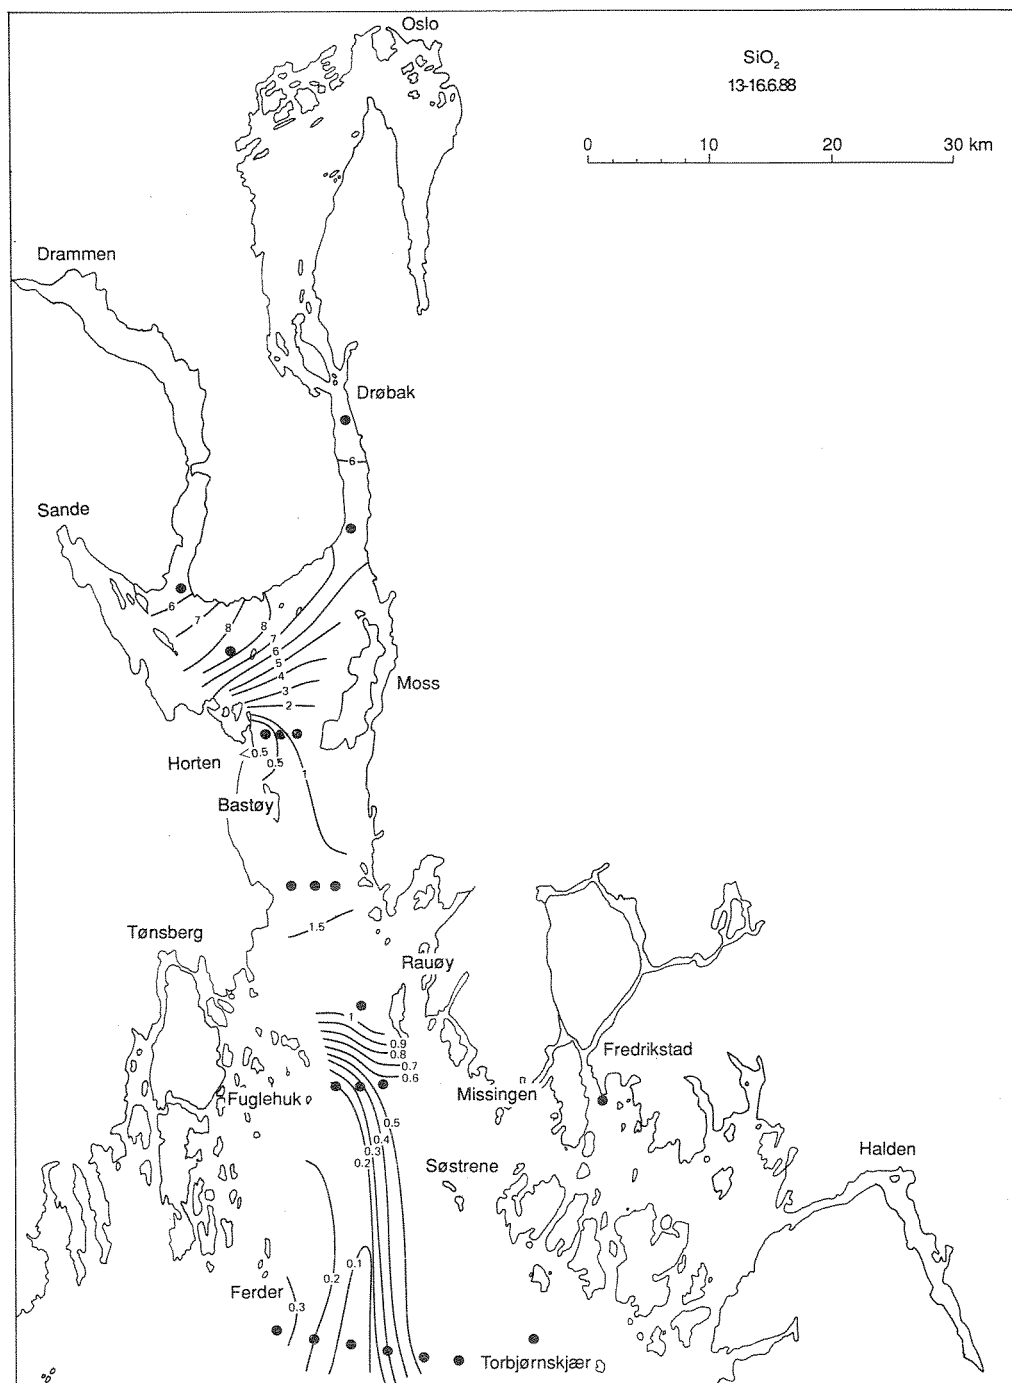 Oslo
SiO₂
13-16.6.88
0 10 20 30 km
Drammen
Drøbak
6
Sande
6
7
8
8
7
6
5
4
3
2
Moss
Horten
<0.5
0.5
1
Bastøy
1.5
Tønsberg
Rauøy
1
0.9
0.8
0.7
0.6
Fredrikstad
Fuglehuk
Missingen
0.5
0.4
0.3
0.2
Søstrene
Halden
0.2
0.1
Ferder
0.3
Torbjørnskjær